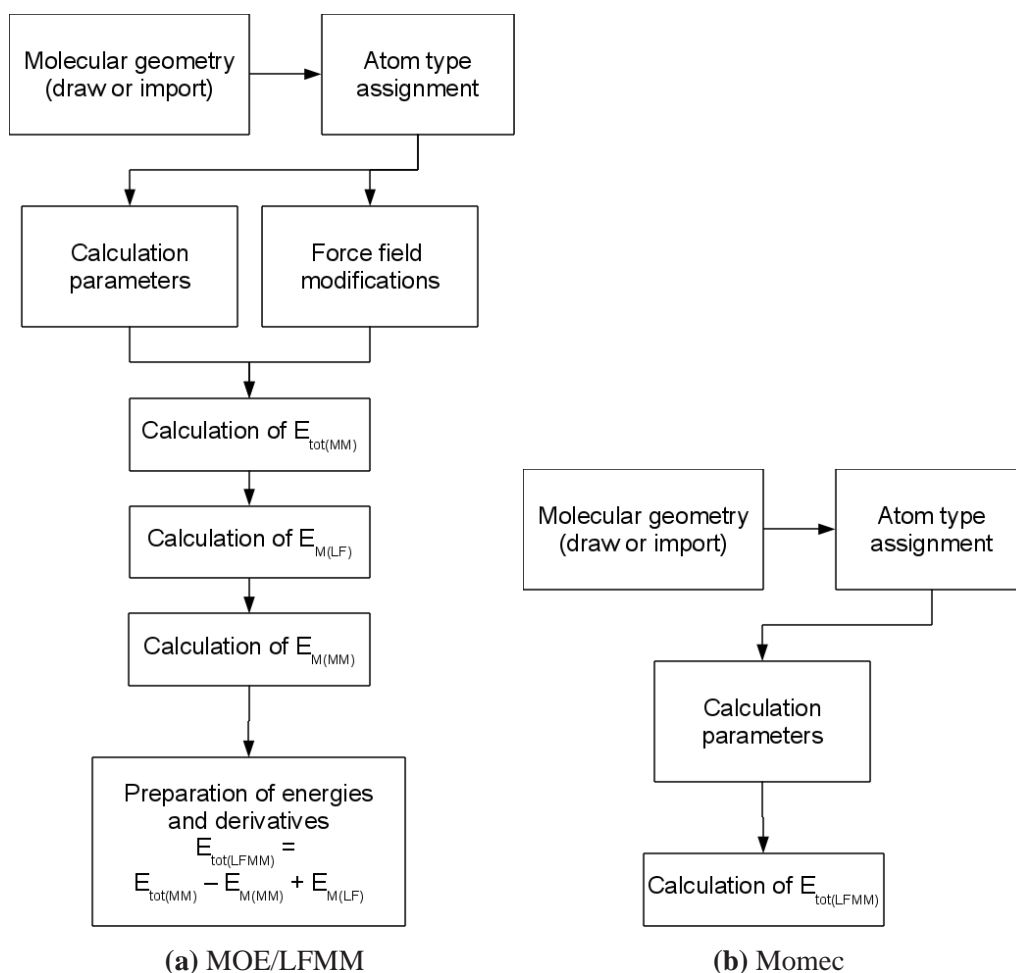 Molecular geometry
(draw or import)
Atom type
assignment
Calculation
parameters
Force field
modifications
Calculation of E_tot(MM)
Calculation of E_M(LF)
Calculation of E_M(MM)
Preparation of energies
and derivatives
E_tot(LFMM) =
E_tot(MM) – E_M(MM) + E_M(LF)
(a) MOE/LFMM
Molecular geometry
(draw or import)
Atom type
assignment
Calculation
parameters
Calculation of E_tot(LFMM)
(b) Momec